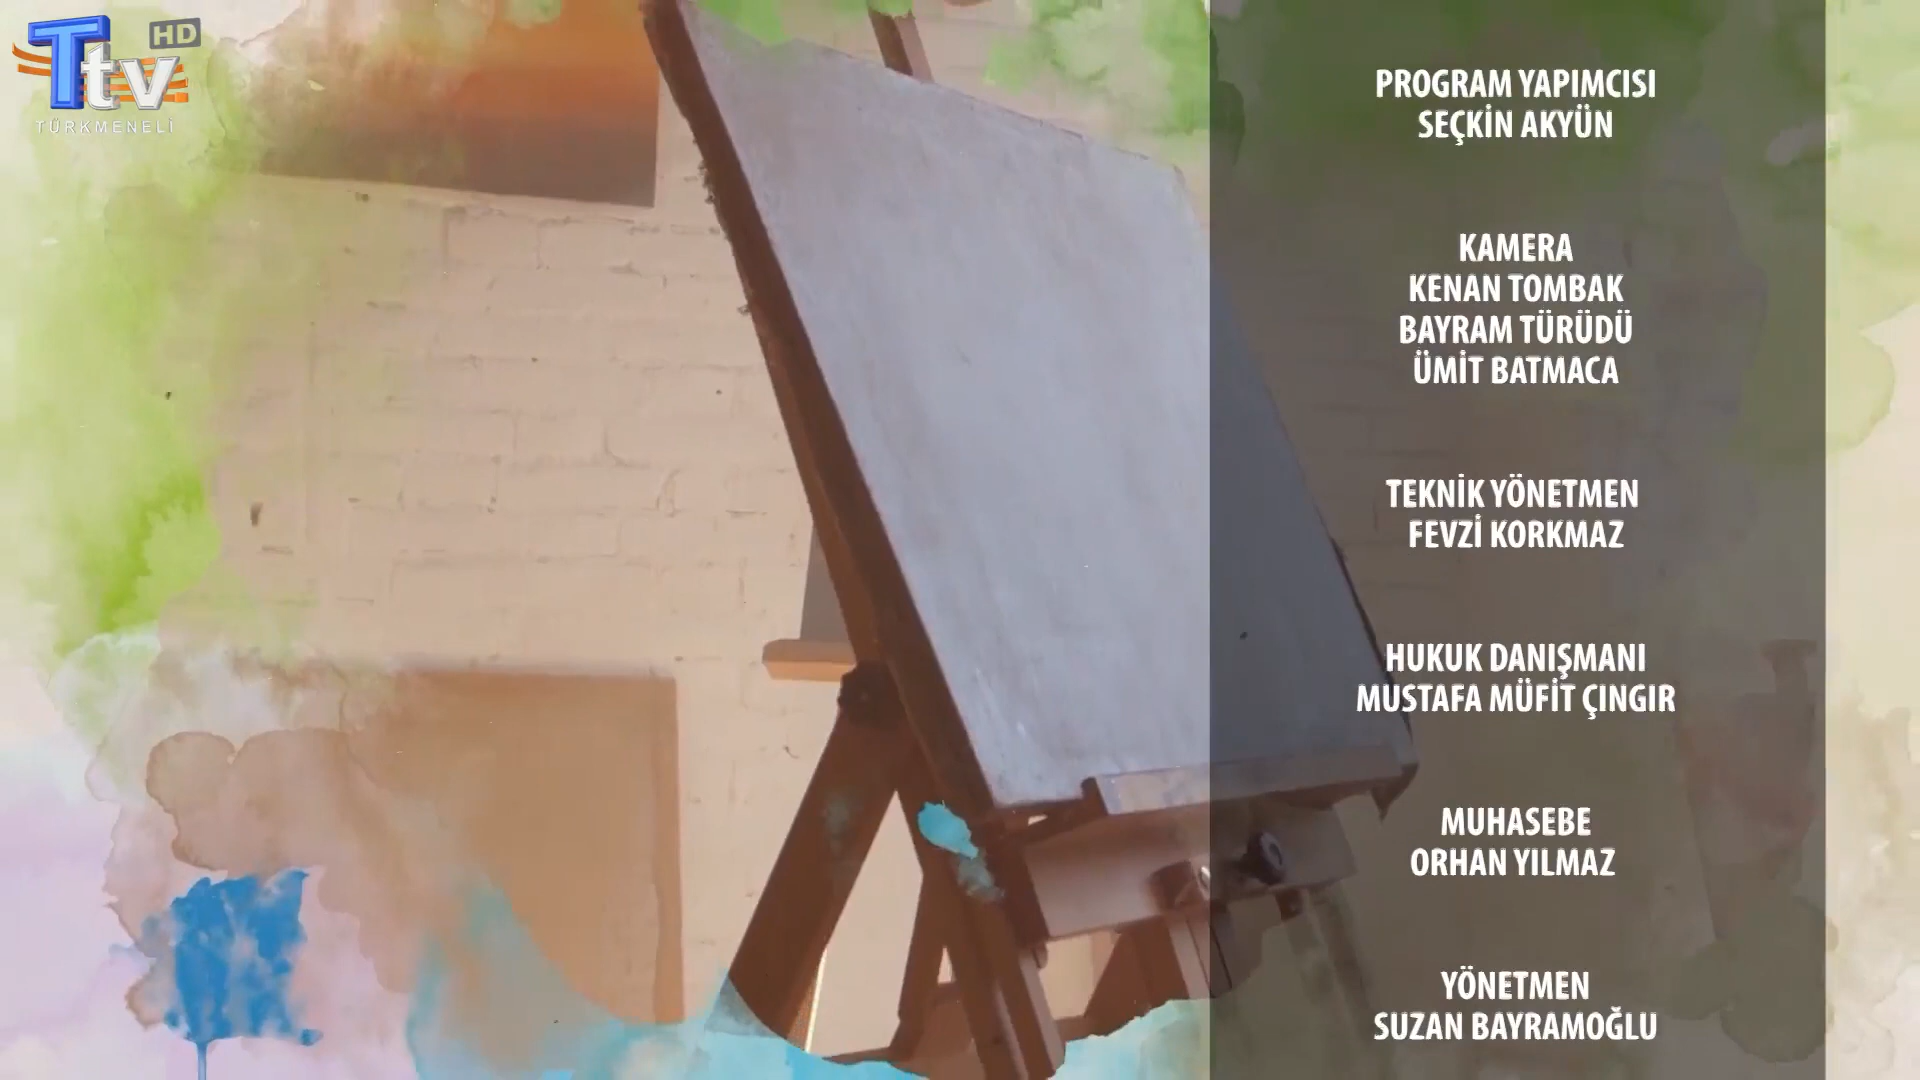 Ttv HD
TÜRKMENELİ
PROGRAM YAPIMCISI
SEÇKİN AKYÜN
KAMERA
KENAN TOMBAK
BAYRAM TÜRÜDÜ
ÜMİT BATMACA
TEKNİK YÖNETMEN
FEVZİ KORKMAZ
HUKUK DANIŞMANI
MUSTAFA MÜFİT ÇINGIR
MUHASEBE
ORHAN YILMAZ
YÖNETMEN
SUZAN BAYRAMOĞLU